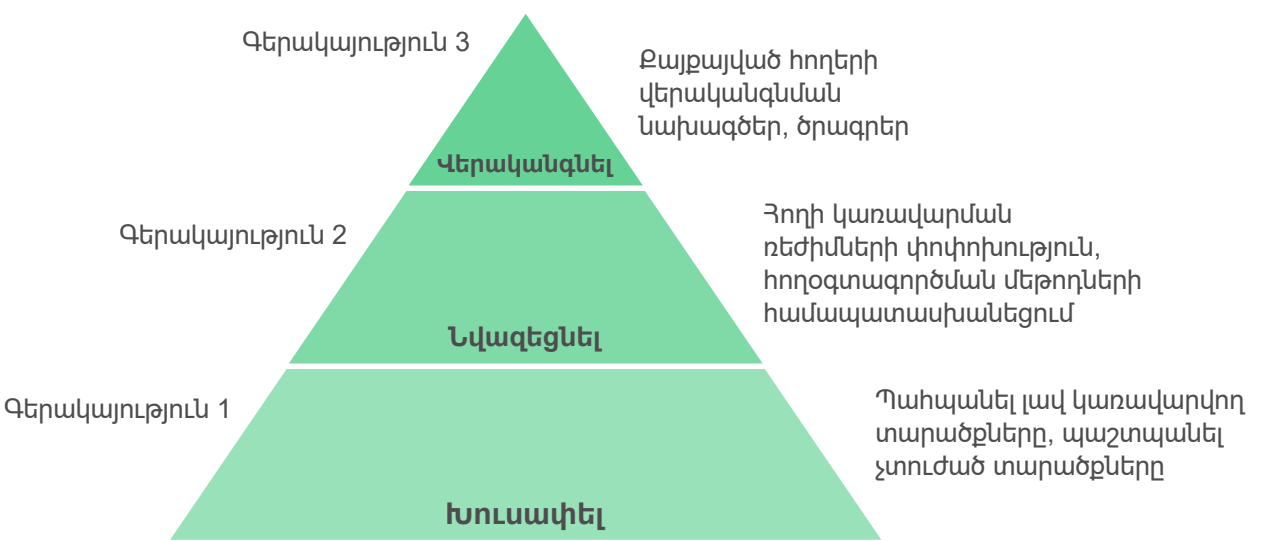 Գերակայություն 3
Քայքայված հողերի
վերականգնման
նախագծեր, ծրագրեր
Վերականգնել
Գերակայություն 2
Հողի կառավարման
ռեժիմների փոփոխություն,
հողօգտագործման մեթոդների
համապատասխանեցում
Նվազեցնել
Գերակայություն 1
Պահպանել լավ կառավարվող
տարածքները, պաշտպանել
չտուժած տարածքները
Խուսափել